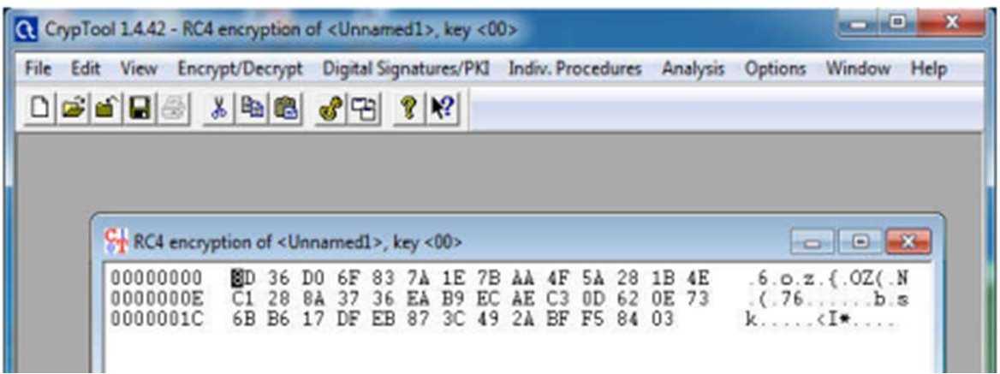 CrypTool 1.4.42 - RC4 encryption of <Unnamed1>, key <00>
File Edit View Encrypt/Decrypt Digital Signatures/PKI Indiv. Procedures Analysis Options Window Help
RC4 encryption of <Unnamed1>, key <00>
00000000 8D 36 D0 6F 83 7A 1E 7B AA 4F 5A 28 1B 4E .6.o.z.{.OZ(.N
0000000E C1 28 8A 37 36 EA B9 EC AE C3 0D 62 0E 73 .(.76......b.s
0000001C 6B B6 17 DF EB 87 3C 49 2A BF F5 84 03 k.....<I*....